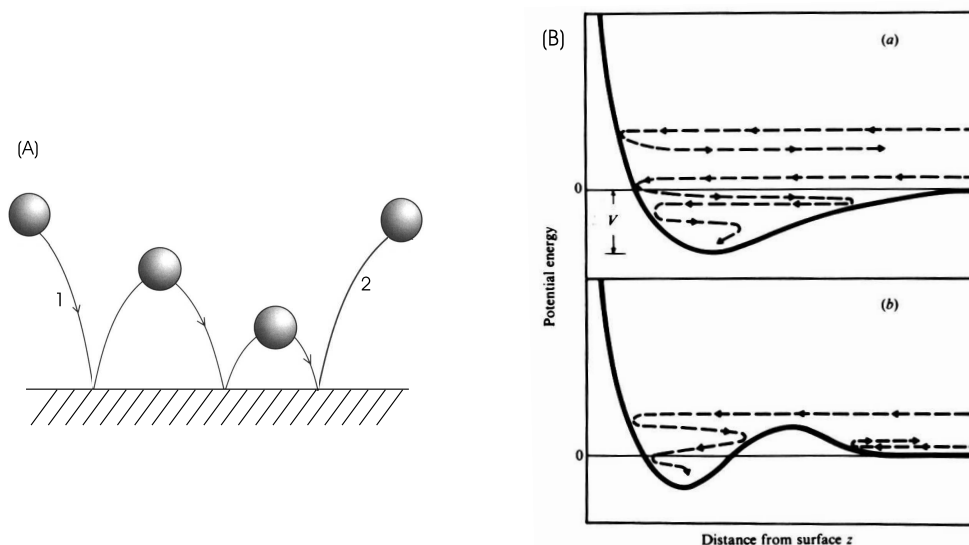 (A)
1
2
(B)
(a)
0
V
(b)
0
Potential energy
Distance from surface z